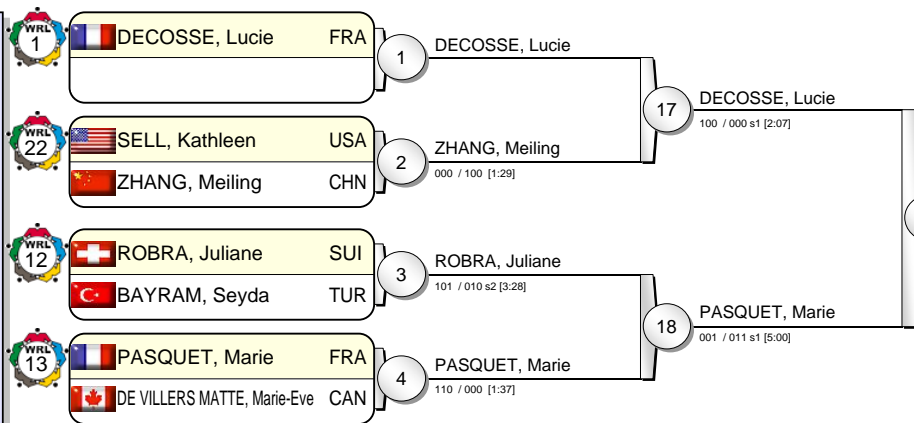 WRL
1
DECOSSE, Lucie FRA
1
DECOSSE, Lucie
17
DECOSSE, Lucie
100 / 000 s1 [2:07]
WRL
22
SELL, Kathleen USA
ZHANG, Meiling CHN
2
ZHANG, Meiling
000 / 100 [1:29]
WRL
12
ROBRA, Juliane SUI
BAYRAM, Seyda TUR
3
ROBRA, Juliane
101 / 010 s2 [3:28]
18
PASQUET, Marie
001 / 011 s1 [5:00]
WRL
13
PASQUET, Marie FRA
DE VILLERS MATTE, Marie-Eve CAN
4
PASQUET, Marie
110 / 000 [1:37]